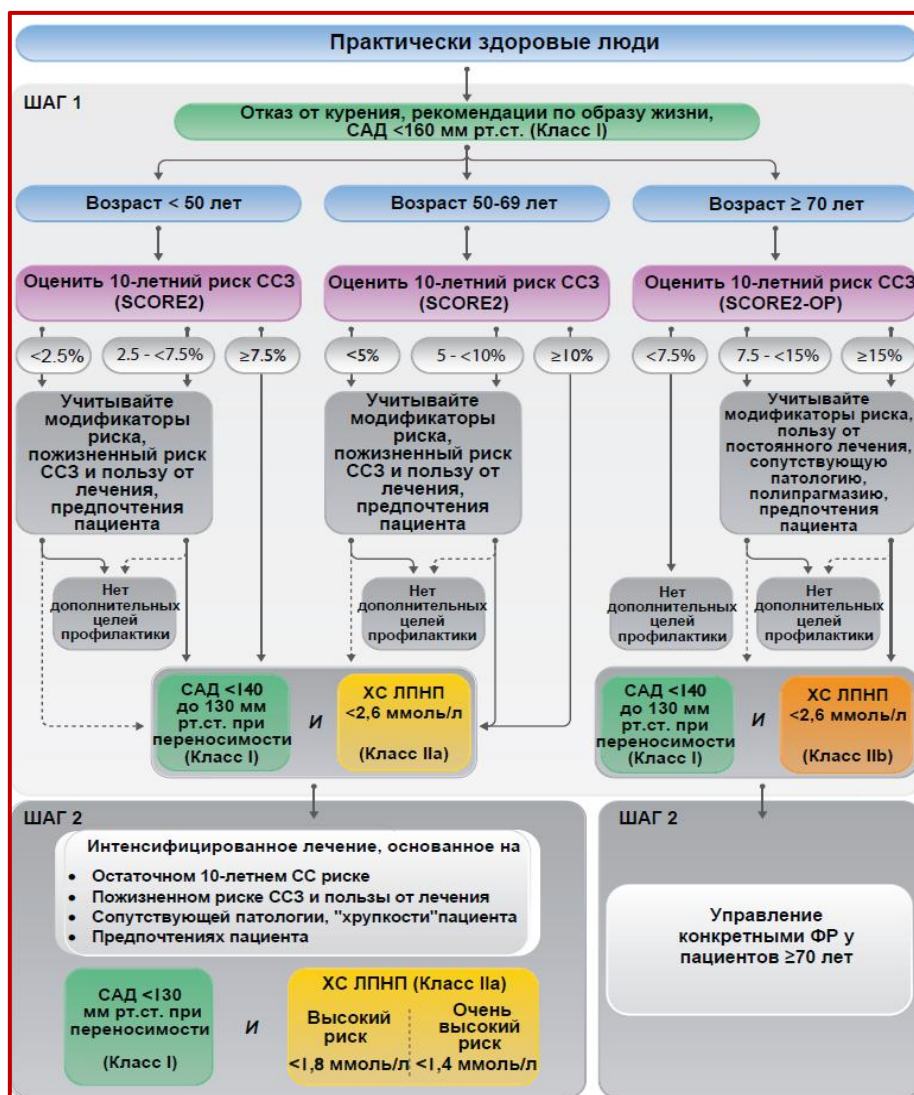 Практически здоровые люди
ШАГ 1
Отказ от курения, рекомендации по образу жизни,
САД <160 мм рт.ст. (Класс I)
Возраст < 50 лет
Возраст 50-69 лет
Возраст ≥ 70 лет
Оценить 10-летний риск ССЗ
(SCORE2)
Оценить 10-летний риск ССЗ
(SCORE2)
Оценить 10-летний риск ССЗ
(SCORE2-OP)
<2.5%
2.5 - <7.5%
≥7.5%
<5%
5 - <10%
≥10%
<7.5%
7.5 - <15%
≥15%
Учитывайте
модификаторы
риска,
пожизненный риск
ССЗ и пользу от
лечения,
предпочтения
пациента
Учитывайте
модификаторы
риска,
пожизненный риск
ССЗ и пользу от
лечения,
предпочтения
пациента
Учитывайте
модификаторы риска,
пользу от
постоянного лечения,
сопутствующую
патологию,
полипрагмазию,
предпочтения
пациента
Нет
дополнительных
целей
профилактики
Нет
дополнительных
целей
профилактики
Нет
дополнительных
целей
профилактики
Нет
дополнительных
целей
профилактики
САД <140
до 130 мм
рт.ст. при
переносимости
(Класс I)
И
ХС ЛПНП
<2,6 ммоль/л
(Класс IIa)
САД <140
до 130 мм
рт.ст. при
переносимости
(Класс I)
И
ХС ЛПНП
<2,6 ммоль/л
(Класс IIb)
ШАГ 2
Интенсифицированное лечение, основанное на
• Остаточном 10-летнем СС риске
• Пожизненном риске ССЗ и пользы от лечения
• Сопутствующей патологии, "хрупкости"пациента
• Предпочтениях пациента
САД <130
мм рт.ст. при
переносимости
(Класс I)
И
ХС ЛПНП (Класс IIa)
Высокий
риск
<1,8 ммоль/л
Очень
высокий
риск
<1,4 ммоль/л
ШАГ 2
Управление
конкретными ФР у
пациентов ≥70 лет